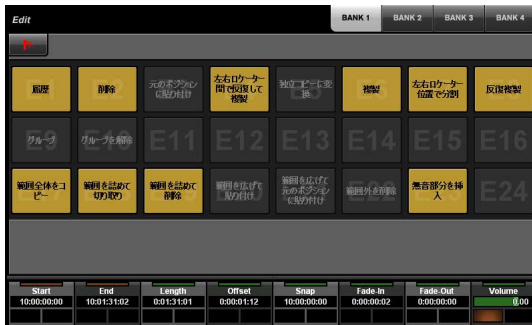 Edit
BANK 1 BANK 2 BANK 3 BANK 4
E1 履歴
E2 削除
元のポジション
に貼り付け
左右ロケーター
間で反復して
複製
独立コピーに変
換
複製
左右ロケーター
位置で分割
反復複製
E9 グループ
E10 グループを解除
E11
E12
E13
E14
E15
E16
範囲全体をコ
ピー
範囲を詰めて
切り取り
範囲を詰めて
削除
範囲を広げて
貼り付け
範囲を広げて
元のポジション
に貼り付け
範囲外を削除
無音部分を挿
入
E24
Start End Length Offset Snap Fade-In Fade-Out Volume
10:00:00:00 10:01:31:02 0:01:31:01 0:00:01:12 10:00:00:00 0:00:00:02 0:00:00:00 0.00